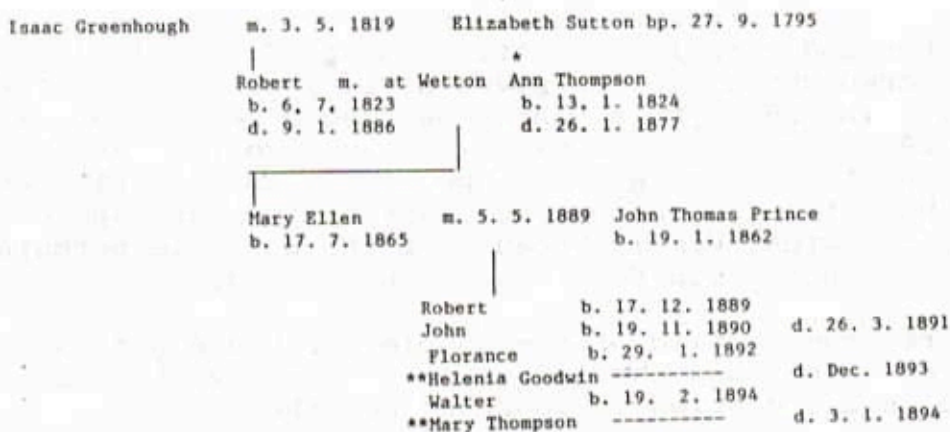 Isaac Greenhough m. 3. 5. 1819 Elizabeth Sutton bp. 27. 9. 1795
*
Robert m. at Wetton Ann Thompson
b. 6. 7. 1823 b. 13. 1. 1824
d. 9. 1. 1886 d. 26. 1. 1877
Mary Ellen m. 5. 5. 1889 John Thomas Prince
b. 17. 7. 1865 b. 19. 1. 1862
Robert b. 17. 12. 1889
John b. 19. 11. 1890 d. 26. 3. 1891
Florance b. 29. 1. 1892
**Helenia Goodwin ---------- d. Dec. 1893
Walter b. 19. 2. 1894
**Mary Thompson ---------- d. 3. 1. 1894